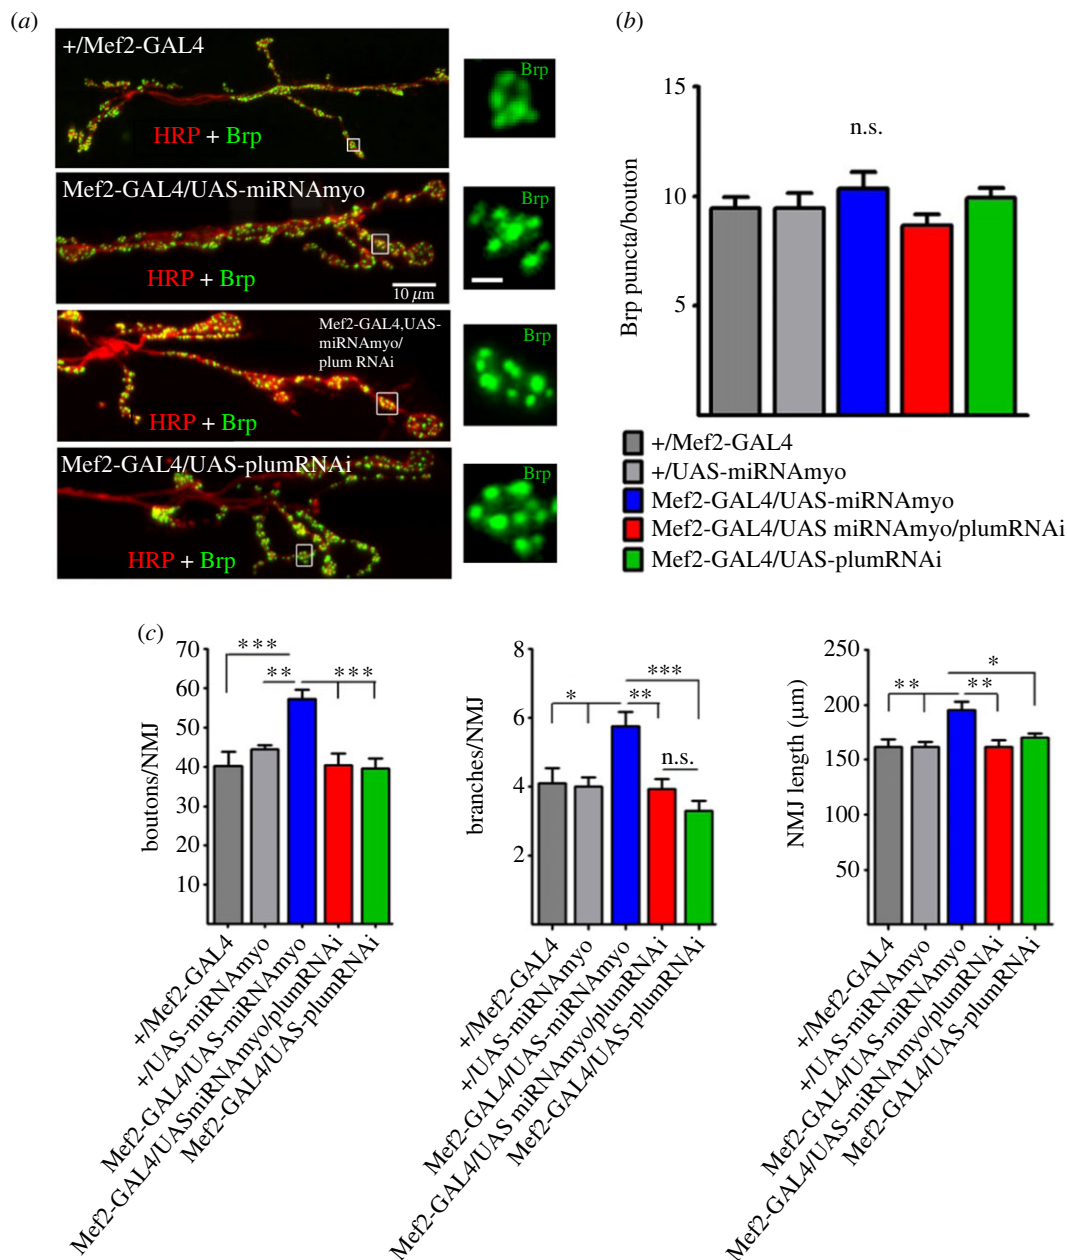 (a)
+/Mef2-GAL4
HRP + Brp
Brp
Mef2-GAL4/UAS-miRNAmyo
HRP + Brp
10 μm
Brp
Mef2-GAL4,UAS-
miRNAmyo/
plum RNAi
HRP + Brp
Brp
Mef2-GAL4/UAS-plumRNAi
HRP + Brp
Brp
(b)
Brp puncta/bouton
15
10
5
n.s.
+/Mef2-GAL4
+/UAS-miRNAmyo
Mef2-GAL4/UAS-miRNAmyo
Mef2-GAL4/UAS miRNAmyo/plumRNAi
Mef2-GAL4/UAS-plumRNAi
(c)
boutons/NMJ
70
60
50
40
30
20
10
***
** ***
+/Mef2-GAL4
+/UAS-miRNAmyo
Mef2-GAL4/UAS-miRNAmyo
Mef2-GAL4/UASmiRNAmyo/plumRNAi
Mef2-GAL4/UAS-plumRNAi
branches/NMJ
8
6
4
2
***
* **
n.s.
+/Mef2-GAL4
+/UAS-miRNAmyo
Mef2-GAL4/UAS-miRNAmyo
Mef2-GAL4/UAS miRNAmyo/plumRNAi
Mef2-GAL4/UAS-plumRNAi
NMJ length (μm)
250
200
150
100
50
*
** **
+/Mef2-GAL4
+/UAS-miRNAmyo
Mef2-GAL4/UAS-miRNAmyo
Mef2-GAL4/UAS-miRNAmyo/plumRNAi
Mef2-GAL4/UAS-plumRNAi